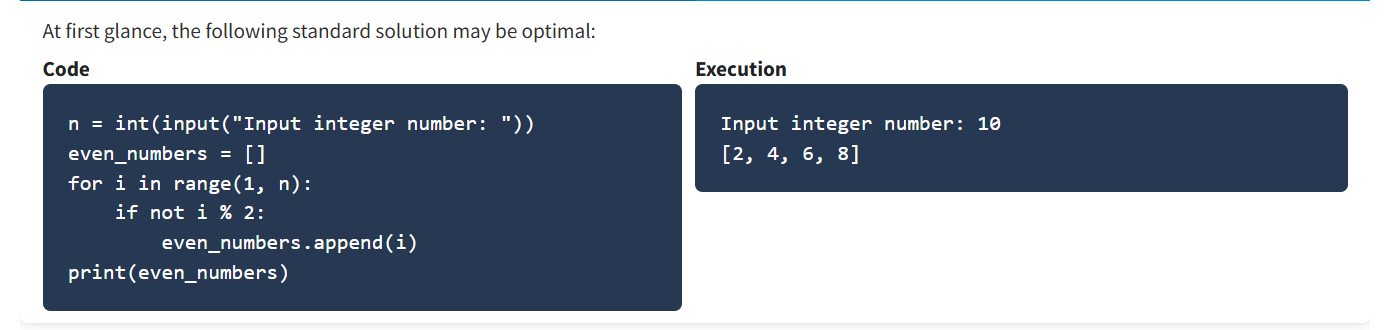 At first glance, the following standard solution may be optimal:
Code
n = int(input("Input integer number: "))
even_numbers = []
for i in range(1, n):
    if not i % 2:
        even_numbers.append(i)
print(even_numbers)
Execution
Input integer number: 10
[2, 4, 6, 8]